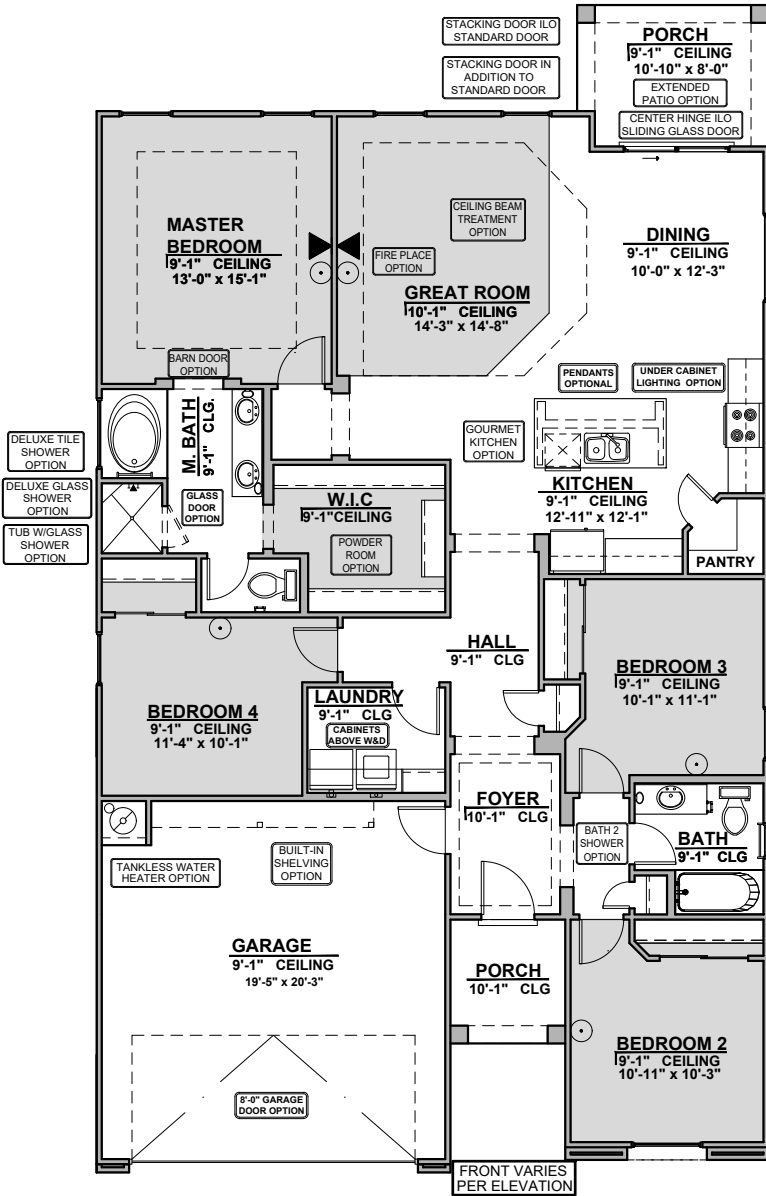 STACKING DOOR ILO
STANDARD DOOR
STACKING DOOR IN
ADDITION TO
STANDARD DOOR
PORCH
9'-1" CEILING
10'-10" x 8'-0"
EXTENDED
PATIO OPTION
CENTER HINGE ILO
SLIDING GLASS DOOR
MASTER
BEDROOM
9'-1" CEILING
13'-0" x 15'-1"
CEILING BEAM
TREATMENT
OPTION
FIRE PLACE
OPTION
GREAT ROOM
10'-1" CEILING
14'-3" x 14'-8"
DINING
9'-1" CEILING
10'-0" x 12'-3"
BARN DOOR
OPTION
PENDANTS
OPTIONAL
UNDER CABINET
LIGHTING OPTION
M. BATH
9'-1" CLG.
DELUXE TILE
SHOWER
OPTION
DELUXE GLASS
SHOWER
OPTION
TUB W/GLASS
SHOWER
OPTION
GLASS
DOOR
OPTION
GOURMET
KITCHEN
OPTION
KITCHEN
9'-1" CEILING
12'-11" x 12'-1"
W.I.C
9'-1"CEILING
POWDER
ROOM
OPTION
PANTRY
HALL
9'-1" CLG
BEDROOM 3
9'-1" CEILING
10'-1" x 11'-1"
BEDROOM 4
9'-1" CEILING
11'-4" x 10'-1"
LAUNDRY
9'-1" CLG
CABINETS
ABOVE W&D
FOYER
10'-1" CLG
BATH 2
SHOWER
OPTION
BATH
9'-1" CLG
TANKLESS WATER
HEATER OPTION
BUILT-IN
SHELVING
OPTION
GARAGE
9'-1" CEILING
19'-5" x 20'-3"
PORCH
10'-1" CLG
BEDROOM 2
9'-1" CEILING
10'-11" x 10'-3"
8'-0" GARAGE
DOOR OPTION
FRONT VARIES
PER ELEVATION